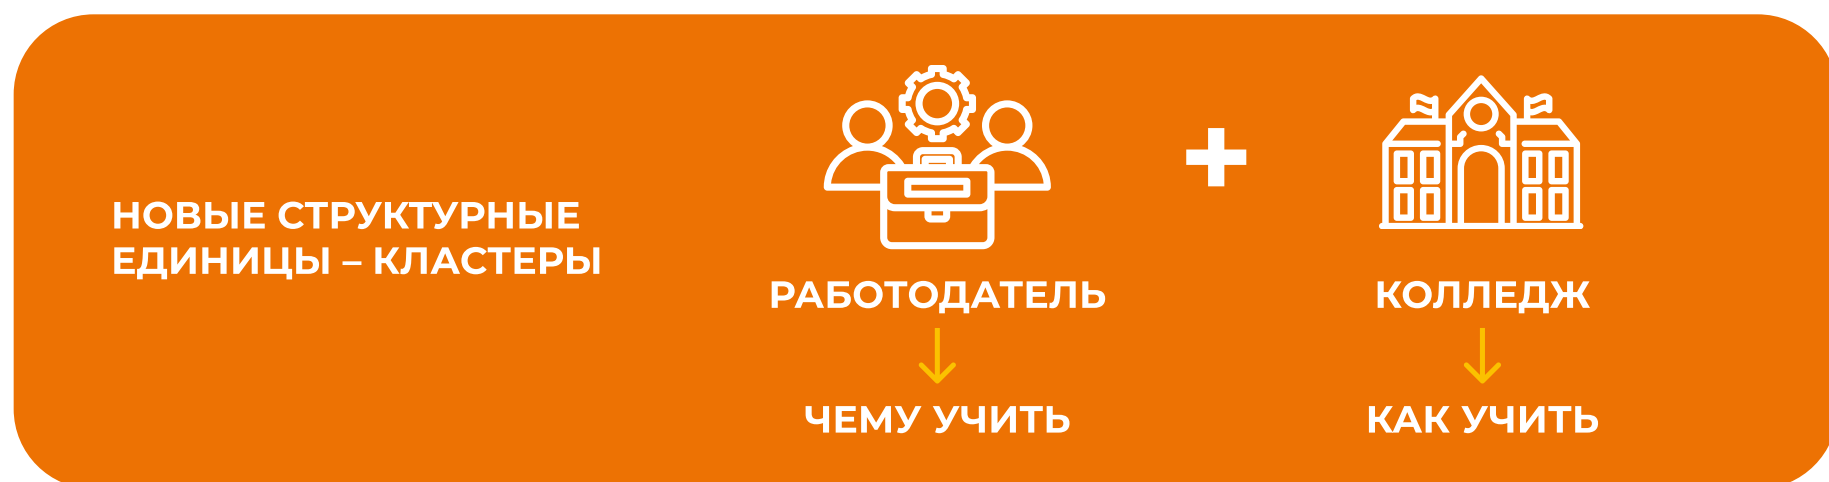 НОВЫЕ СТРУКТУРНЫЕ
ЕДИНИЦЫ – КЛАСТЕРЫ
РАБОТОДАТЕЛЬ
ЧЕМУ УЧИТЬ
+
КОЛЛЕДЖ
КАК УЧИТЬ